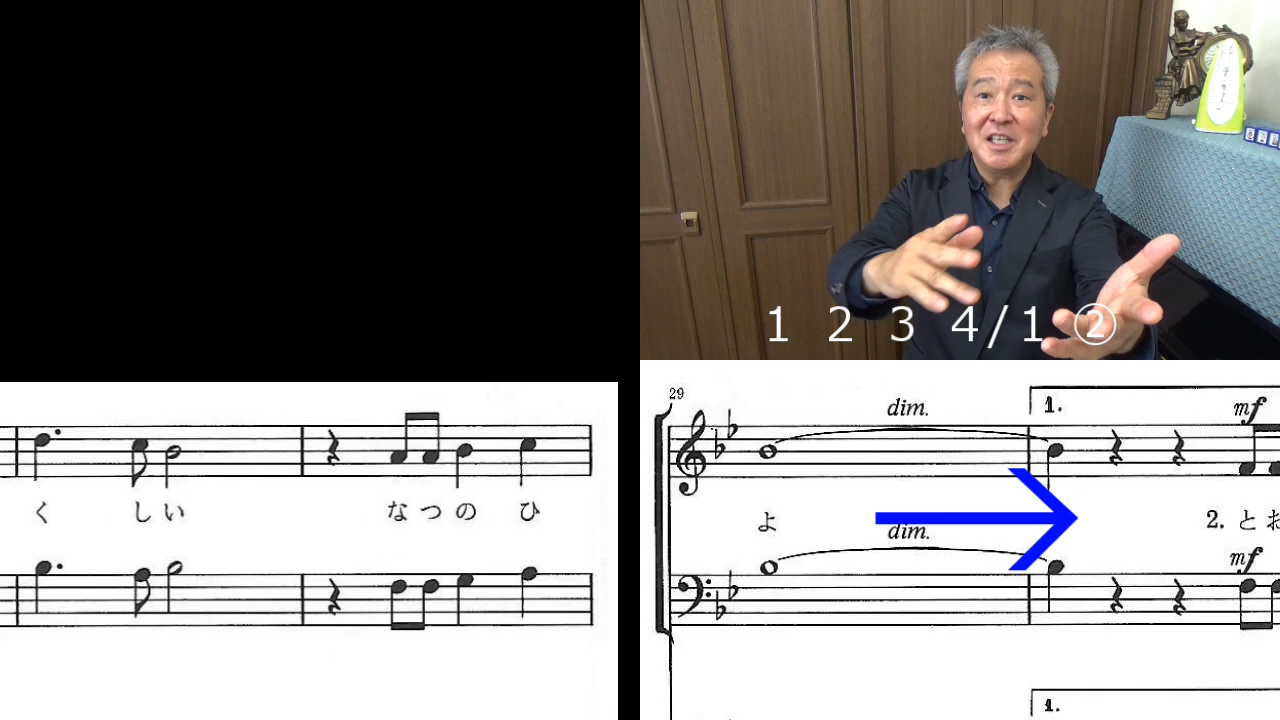 1 2 3 4/1 ②
く しい なつのひ
29
dim.
1.
mf
よ
2. とお
dim.
mf
1.